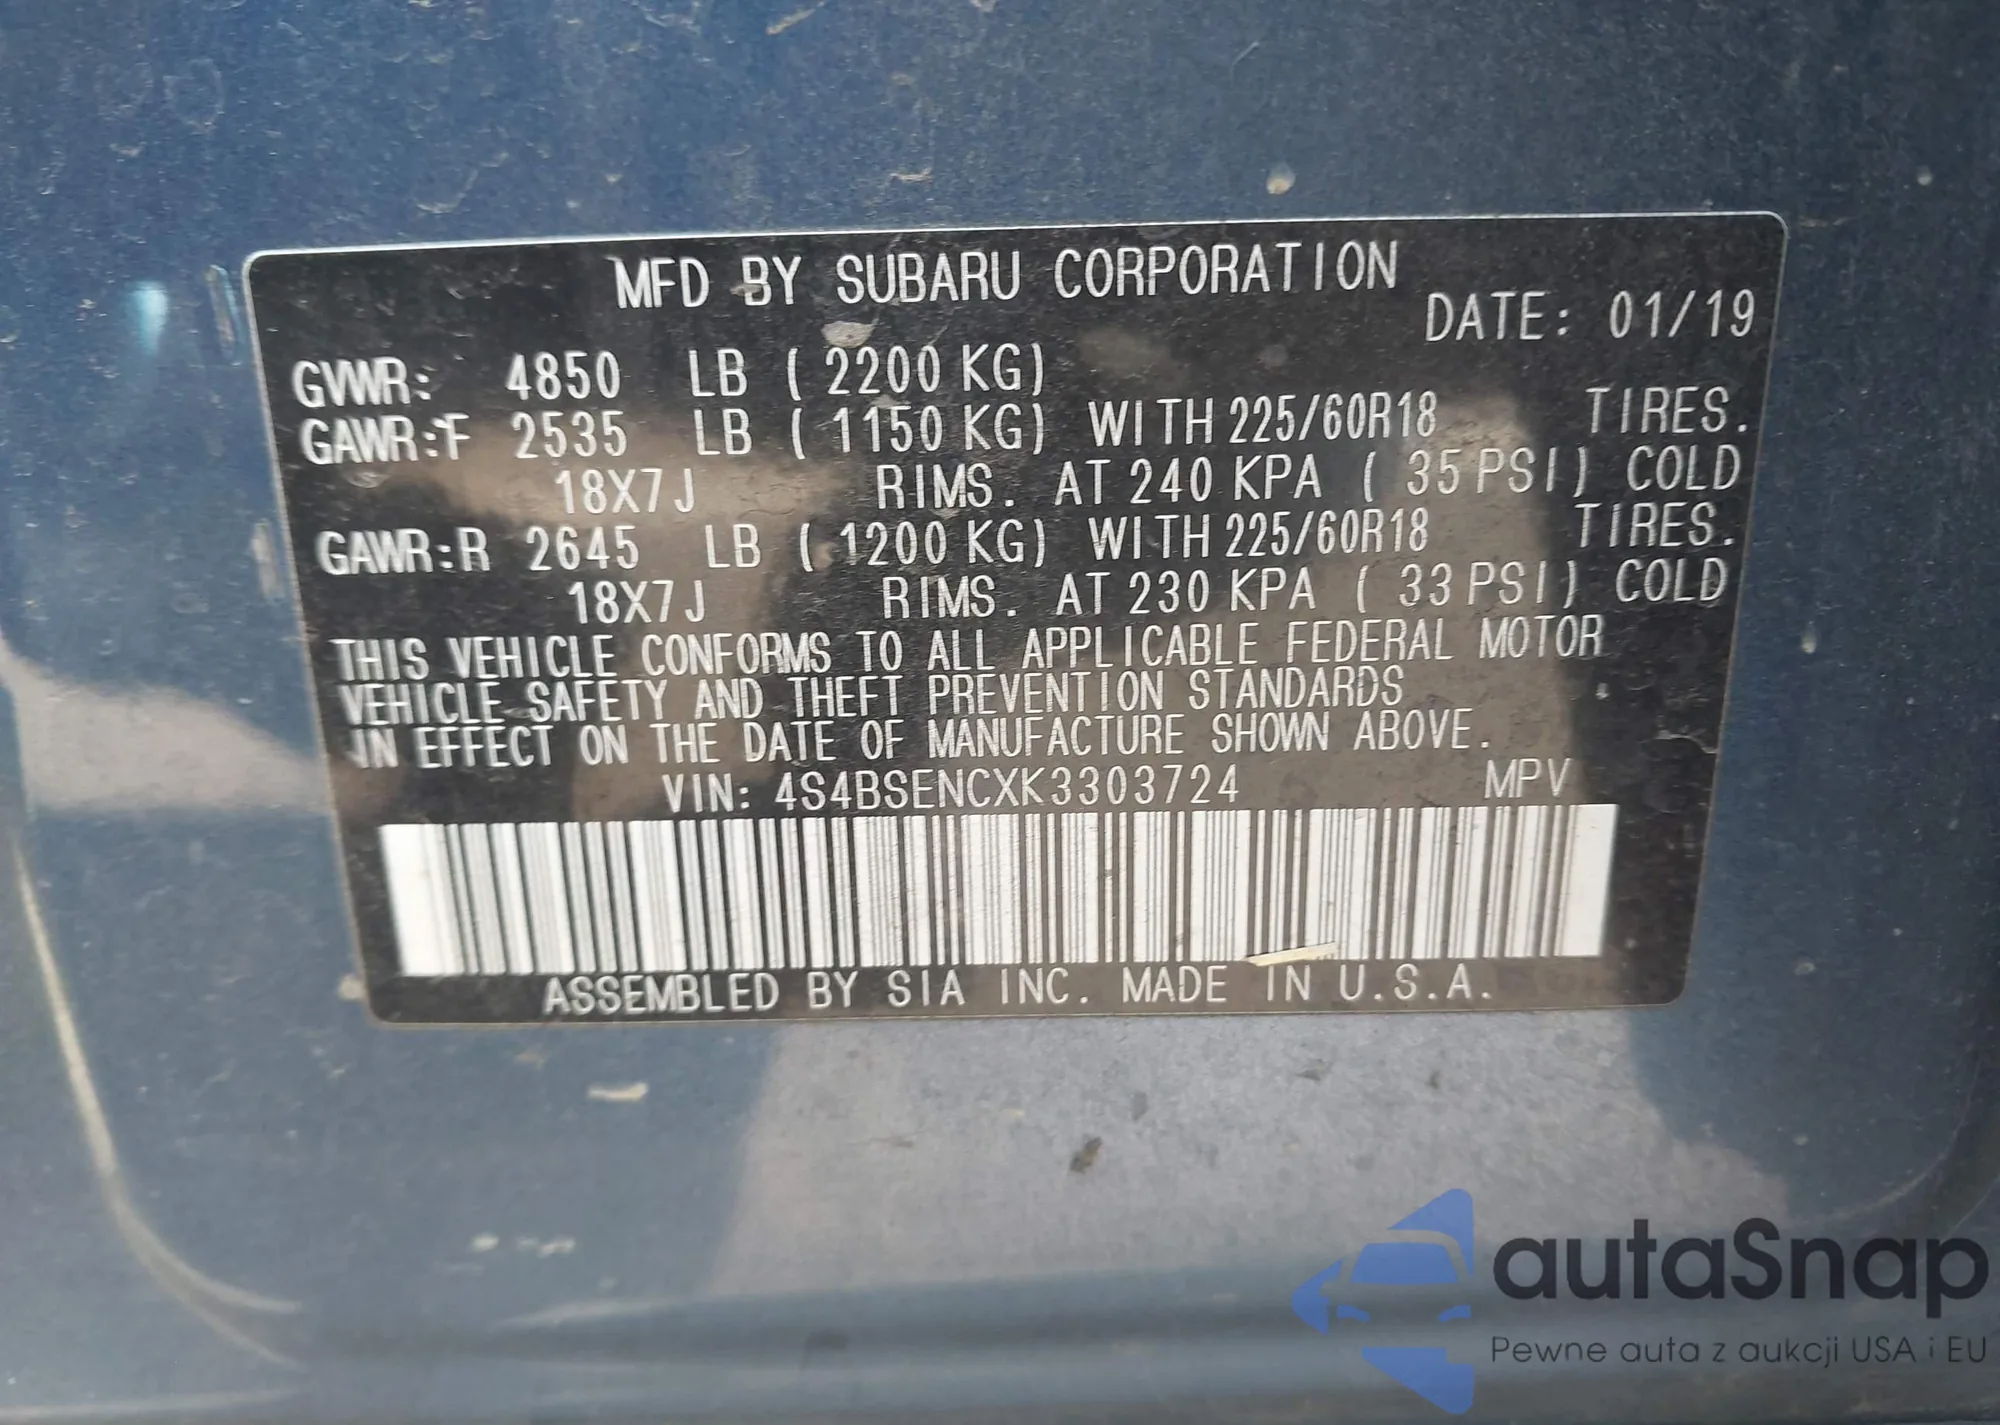 MFD BY SUBARU CORPORATION
DATE: 01/19
GVWR: 4850 LB ( 2200 KG)
GAWR:F 2535 LB ( 1150 KG) WITH 225/60R18 TIRES.
18X7J RIMS. AT 240 KPA ( 35 PSI) COLD
GAWR:R 2645 LB ( 1200 KG) WITH 225/60R18 TIRES.
18X7J RIMS. AT 230 KPA ( 33 PSI) COLD
THIS VEHICLE CONFORMS TO ALL APPLICABLE FEDERAL MOTOR
VEHICLE SAFETY AND THEFT PREVENTION STANDARDS
IN EFFECT ON THE DATE OF MANUFACTURE SHOWN ABOVE.
VIN: 4S4BSENCXK3303724 MPV
ASSEMBLED BY SIA INC. MADE IN U.S.A.
autaSnap
Pewne auta z aukcji USA i EU